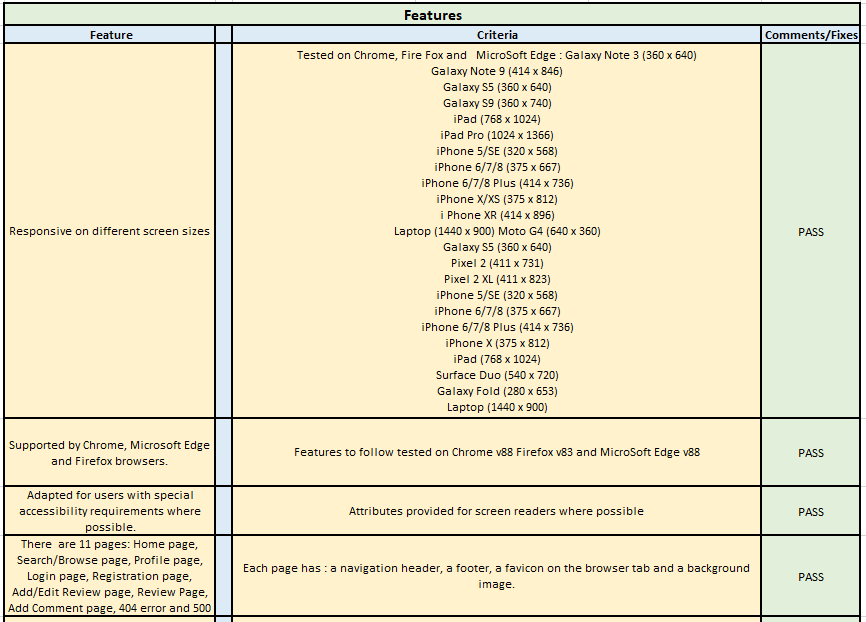 Features
Feature
Criteria
Comments/Fixes
Responsive on different screen sizes
Tested on Chrome, Fire Fox and MicroSoft Edge : Galaxy Note 3 (360 x 640)
Galaxy Note 9 (414 x 846)
Galaxy S5 (360 x 640)
Galaxy S9 (360 x 740)
iPad (768 x 1024)
iPad Pro (1024 x 1366)
iPhone 5/SE (320 x 568)
iPhone 6/7/8 (375 x 667)
iPhone 6/7/8 Plus (414 x 736)
iPhone X/XS (375 x 812)
i Phone XR (414 x 896)
Laptop (1440 x 900) Moto G4 (640 x 360)
Galaxy S5 (360 x 640)
Pixel 2 (411 x 731)
Pixel 2 XL (411 x 823)
iPhone 5/SE (320 x 568)
iPhone 6/7/8 (375 x 667)
iPhone 6/7/8 Plus (414 x 736)
iPhone X (375 x 812)
iPad (768 x 1024)
Surface Duo (540 x 720)
Galaxy Fold (280 x 653)
Laptop (1440 x 900)
PASS
Supported by Chrome, Microsoft Edge
and Firefox browsers.
Features to follow tested on Chrome v88 Firefox v83 and MicroSoft Edge v88
PASS
Adapted for users with special
accessibility requirements where
possible.
Attributes provided for screen readers where possible
PASS
There are 11 pages: Home page,
Search/Browse page, Profile page,
Login page, Registration page,
Add/Edit Review page, Review Page,
Add Comment page, 404 error and 500
Each page has : a navigation header, a footer, a favicon on the browser tab and a background
image.
PASS